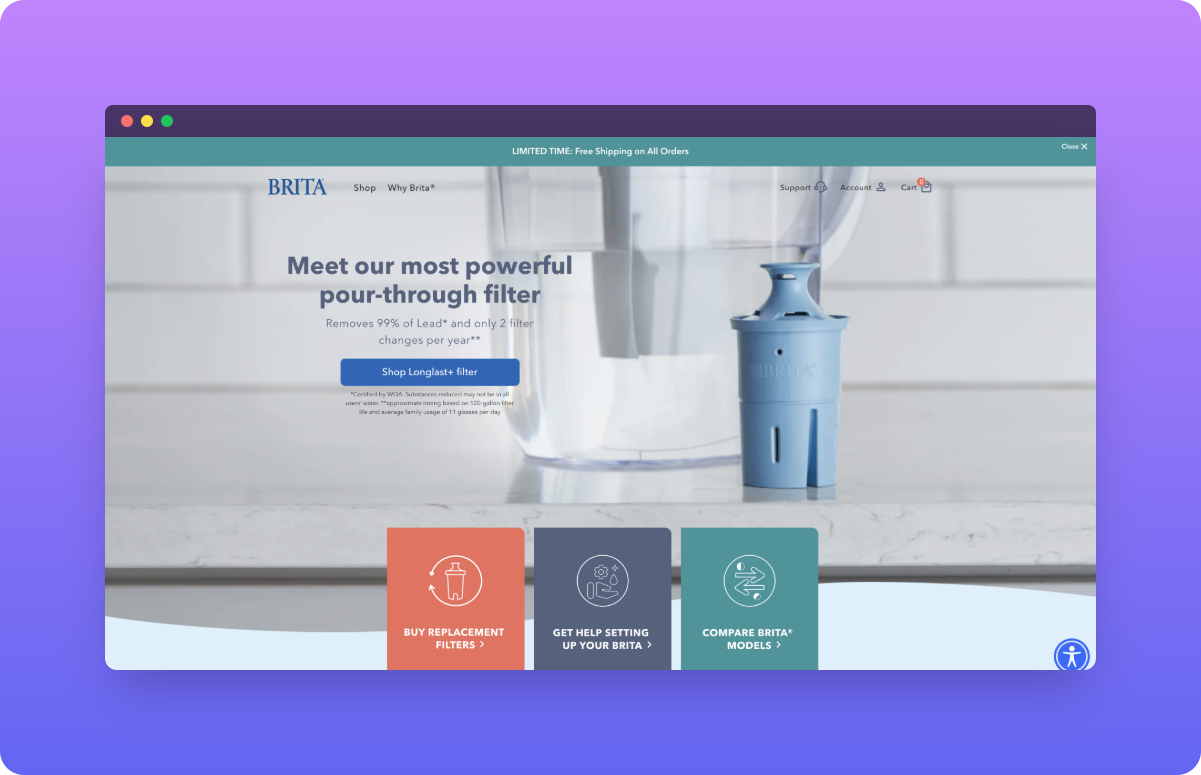 LIMITED TIME: Free Shipping on All Orders
Close
BRITA
Shop
Why Brita®
Support
Account
Cart
0
Meet our most powerful
pour-through filter
Removes 99% of Lead* and only 2 filter
changes per year**
Shop Longlast+ filter
*Certified by WQA. Substances reduced may not be in all
users' water. **approximate timing based on 120-gallon filter
life and average family usage of 11 glasses per day
BRITA
BUY REPLACEMENT
FILTERS
GET HELP SETTING
UP YOUR BRITA
COMPARE BRITA®
MODELS